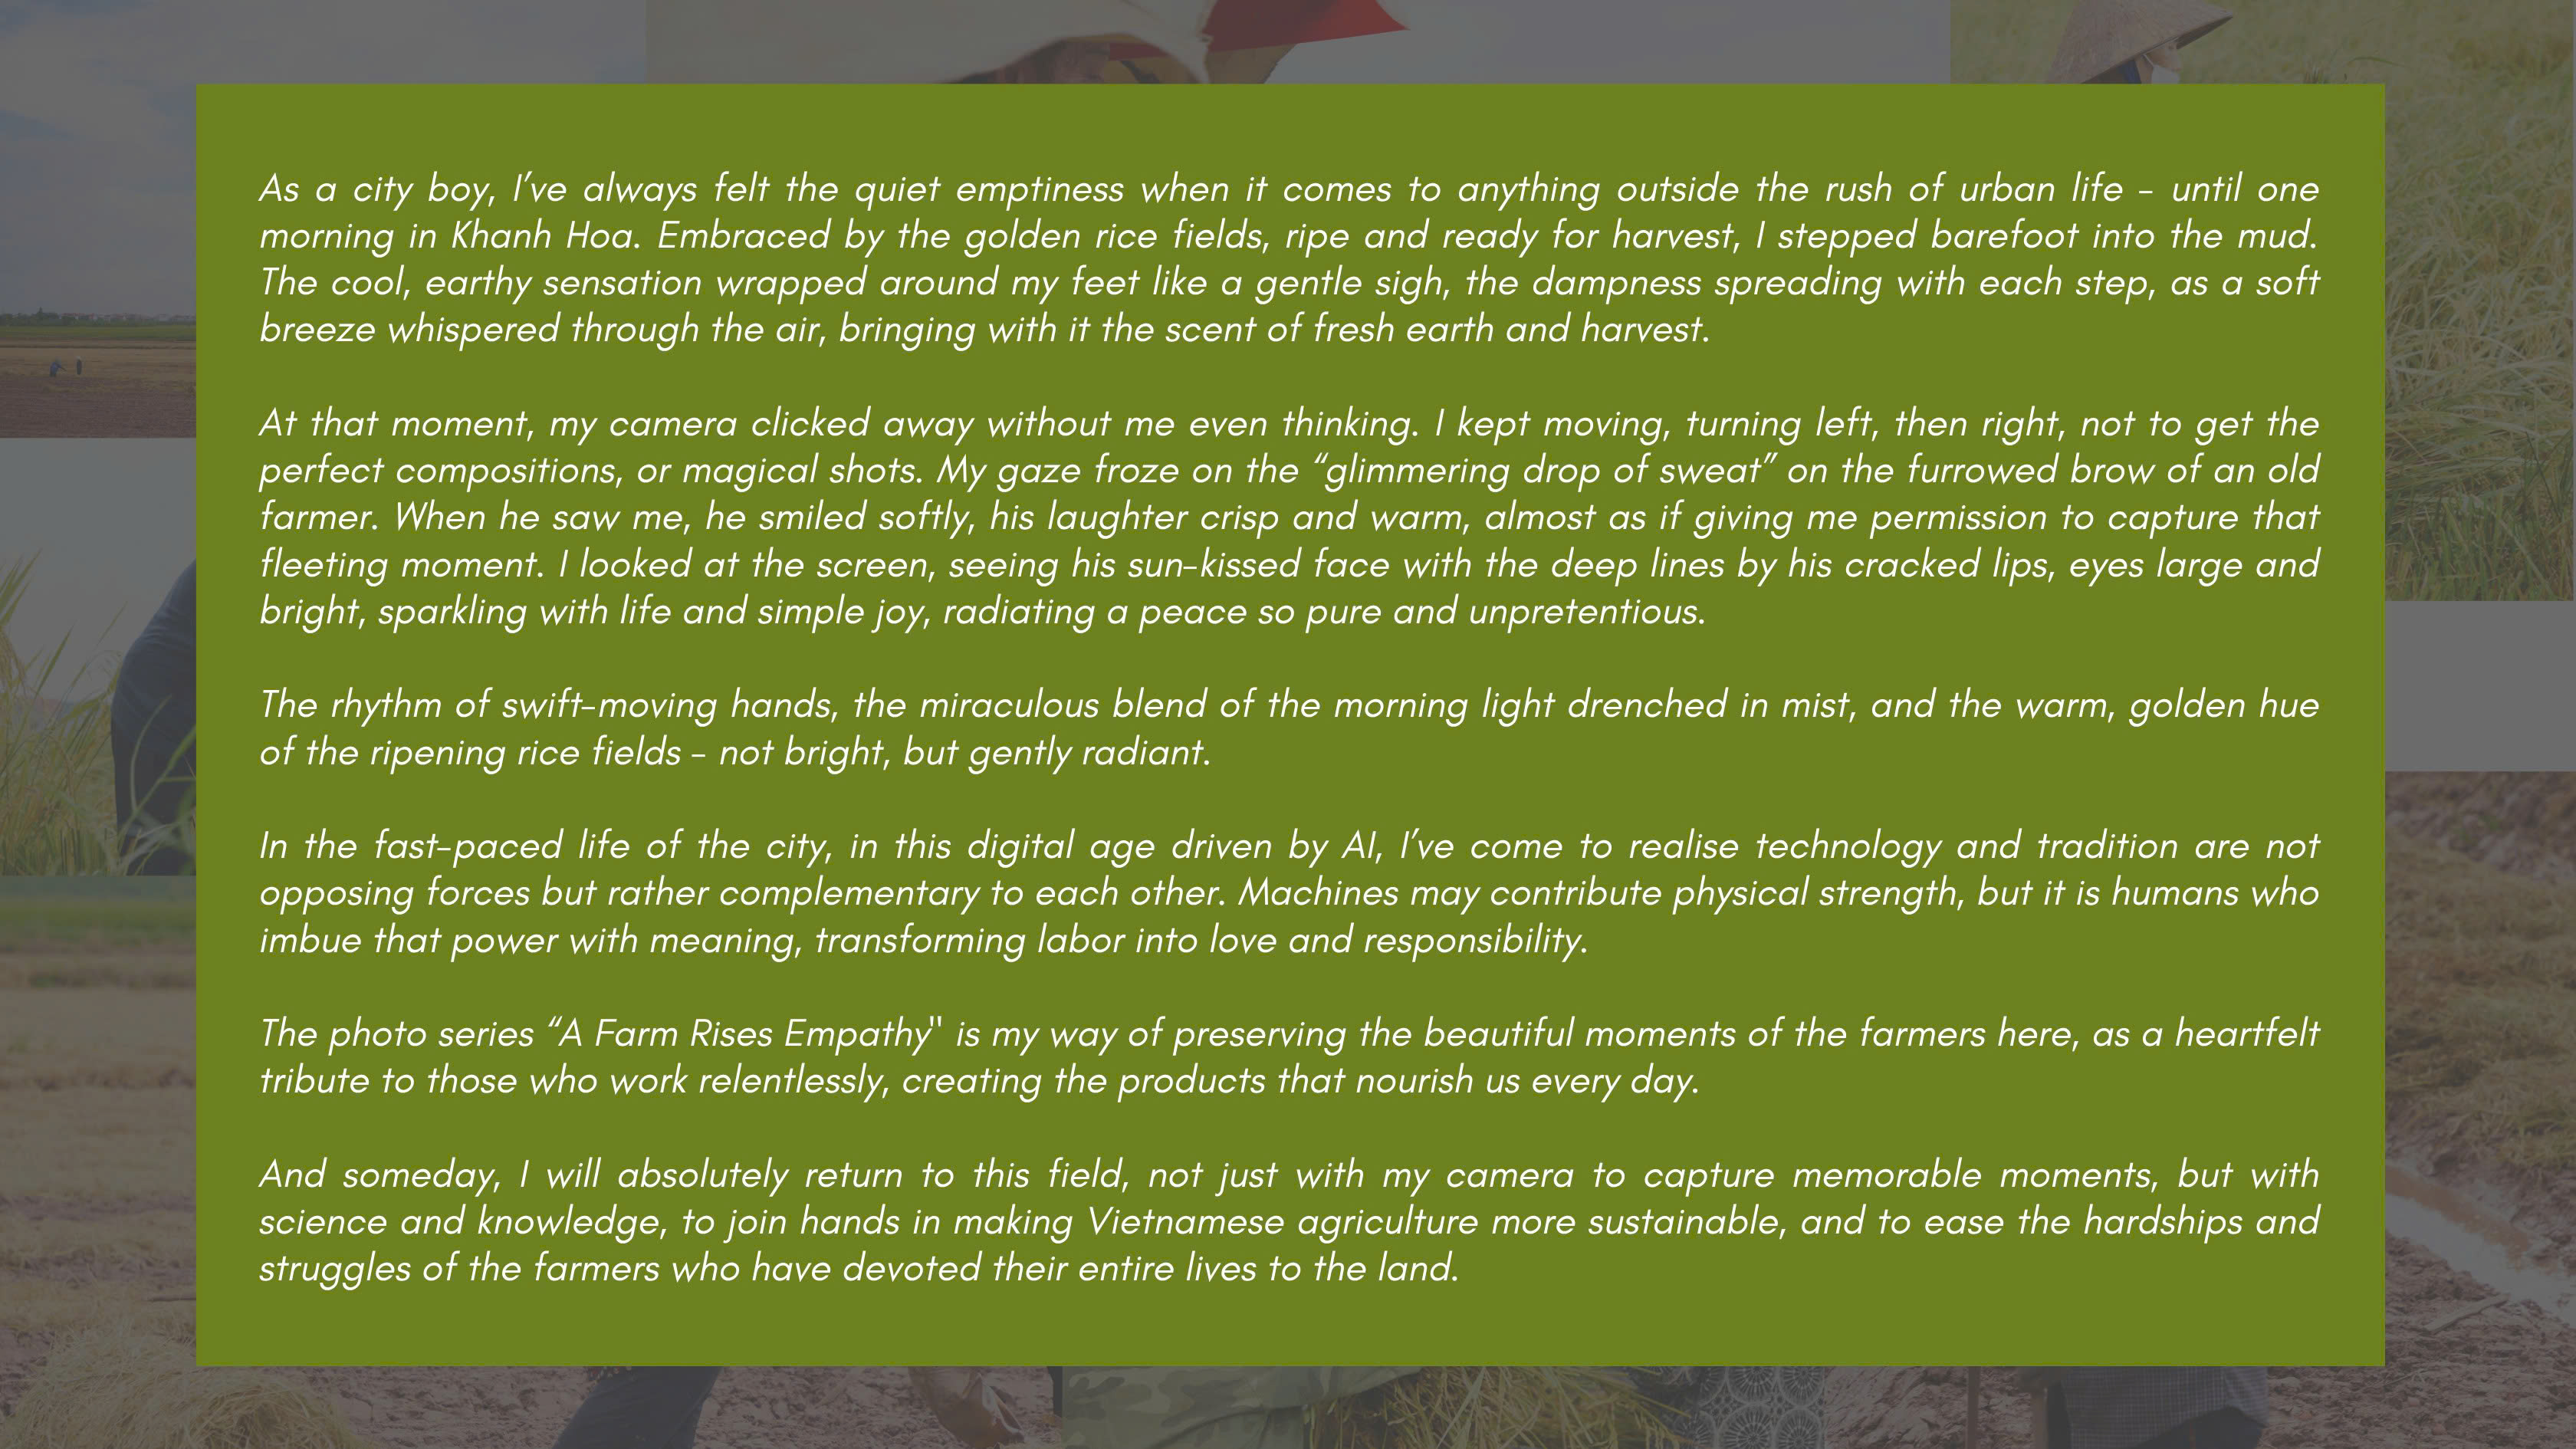 As a city boy, I’ve always felt the quiet emptiness when it comes to anything outside the rush of urban life - until one
morning in Khanh Hoa. Embraced by the golden rice fields, ripe and ready for harvest, I stepped barefoot into the mud.
The cool, earthy sensation wrapped around my feet like a gentle sigh, the dampness spreading with each step, as a soft
breeze whispered through the air, bringing with it the scent of fresh earth and harvest.
At that moment, my camera clicked away without me even thinking. I kept moving, turning left, then right, not to get the
perfect compositions, or magical shots. My gaze froze on the “glimmering drop of sweat” on the furrowed brow of an old
farmer. When he saw me, he smiled softly, his laughter crisp and warm, almost as if giving me permission to capture that
fleeting moment. I looked at the screen, seeing his sun-kissed face with the deep lines by his cracked lips, eyes large and
bright, sparkling with life and simple joy, radiating a peace so pure and unpretentious.
The rhythm of swift-moving hands, the miraculous blend of the morning light drenched in mist, and the warm, golden hue
of the ripening rice fields - not bright, but gently radiant.
In the fast-paced life of the city, in this digital age driven by AI, I’ve come to realise technology and tradition are not
opposing forces but rather complementary to each other. Machines may contribute physical strength, but it is humans who
imbue that power with meaning, transforming labor into love and responsibility.
The photo series “A Farm Rises Empathy" is my way of preserving the beautiful moments of the farmers here, as a heartfelt
tribute to those who work relentlessly, creating the products that nourish us every day.
And someday, I will absolutely return to this field, not just with my camera to capture memorable moments, but with
science and knowledge, to join hands in making Vietnamese agriculture more sustainable, and to ease the hardships and
struggles of the farmers who have devoted their entire lives to the land.